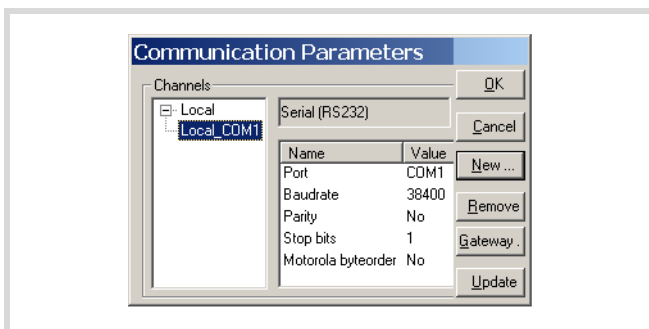 Communication Parameters
Channels
Local
Local_COM1
Serial (RS232)
Name Value
Port COM1
Baudrate 38400
Parity No
Stop bits 1
Motorola byteorder No
OK
Cancel
New ...
Remove
Gateway .
Update